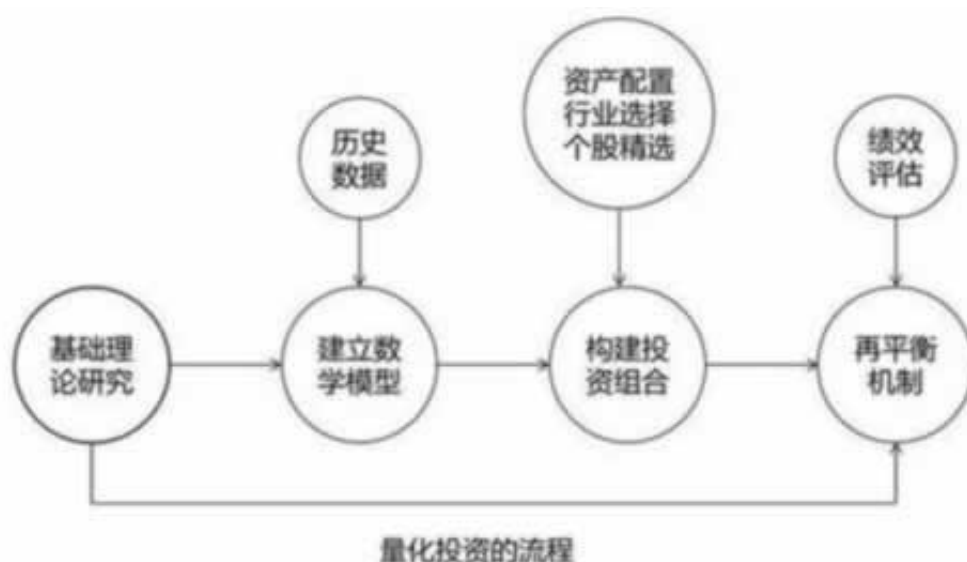 资产配置
行业选择
个股精选
历史
数据
绩效
评估
基础理
论研究
建立数
学模型
构建投
资组合
再平衡
机制
量化投资的流程